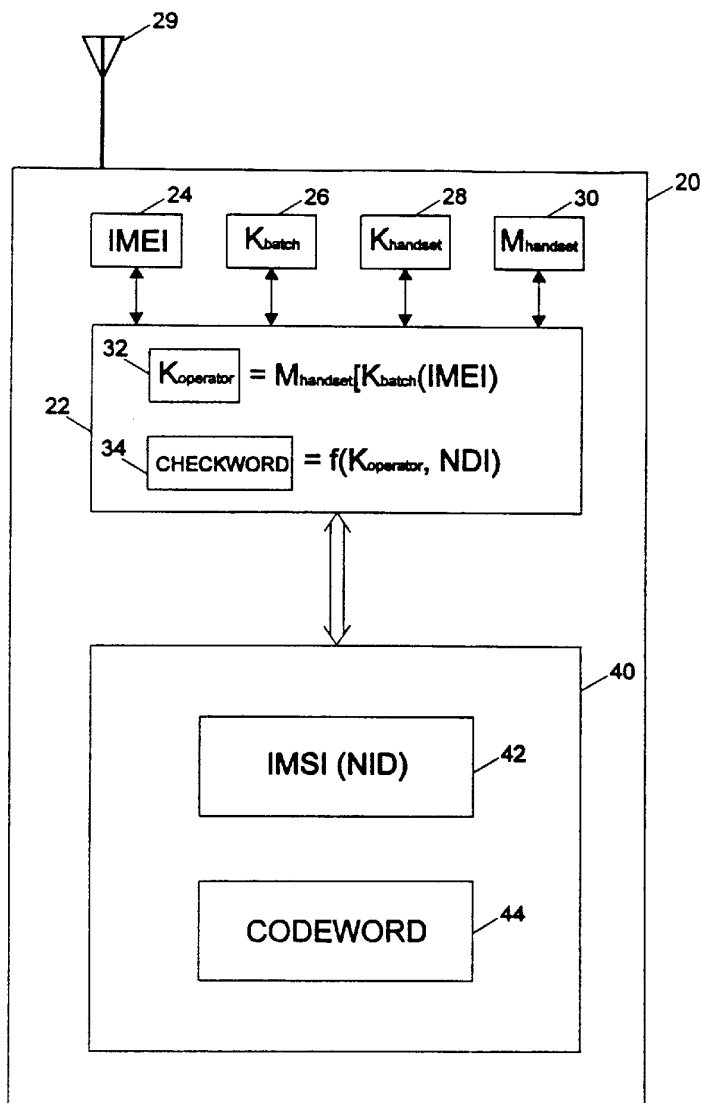 29
20
24 26 28 30
IMEI Kbatch Khandset Mhandset
32
Koperator = Mhandset[Kbatch(IMEI)
22
34
CHECKWORD = f(Koperator, NDI)
40
IMSI (NID) 42
CODEWORD 44